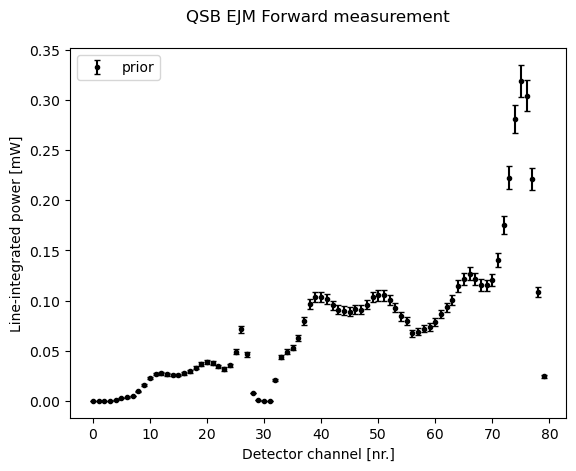 QSB EJM Forward measurement
prior
Line-integrated power [mW]
0.35
0.30
0.25
0.20
0.15
0.10
0.05
0.00
0 10 20 30 40 50 60 70 80
Detector channel [nr.]